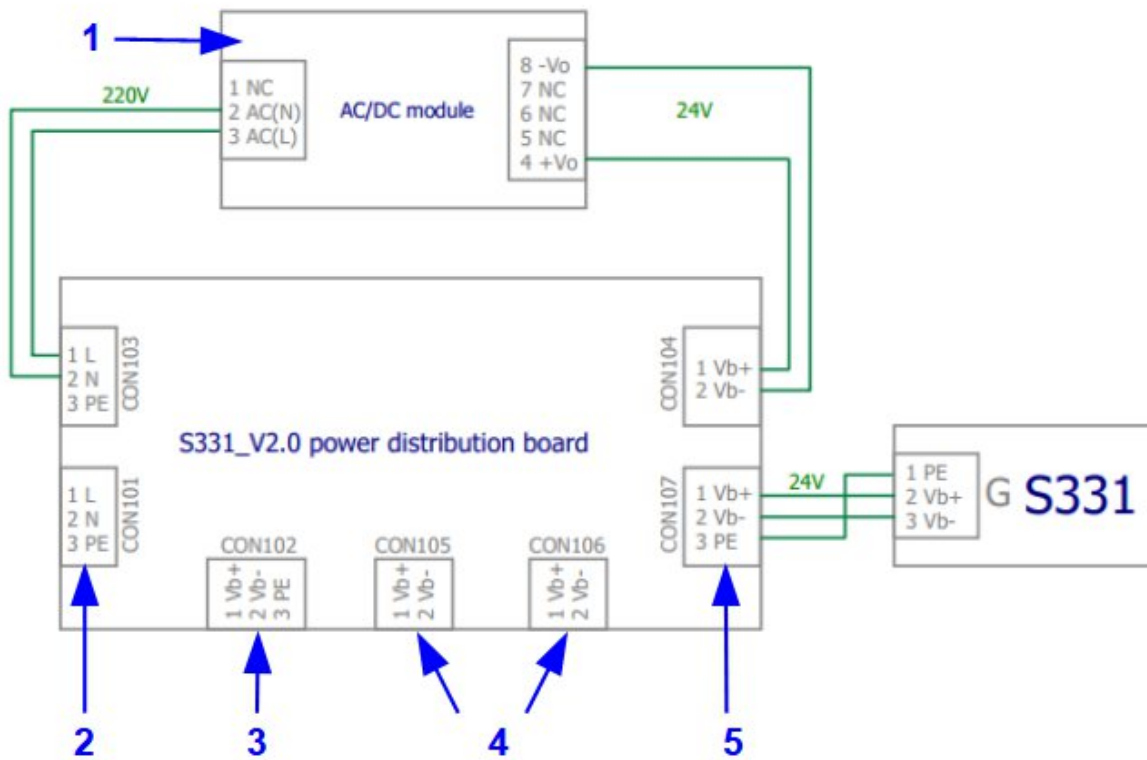 1
220V
1 NC
2 AC(N)
3 AC(L)
AC/DC module
8 -Vo
7 NC
6 NC
5 NC
4 +Vo
24V
1 L
2 N
3 PE
CON103
S331_V2.0 power distribution board
CON104
1 Vb+
2 Vb-
1 L
2 N
3 PE
CON101
CON102
1 Vb+
2 Vb-
3 PE
CON105
1 Vb+
2 Vb-
CON106
1 Vb+
2 Vb-
CON107
1 Vb+
2 Vb-
3 PE
24V
1 PE
2 Vb+
3 Vb-
G S331
2
3
4
5